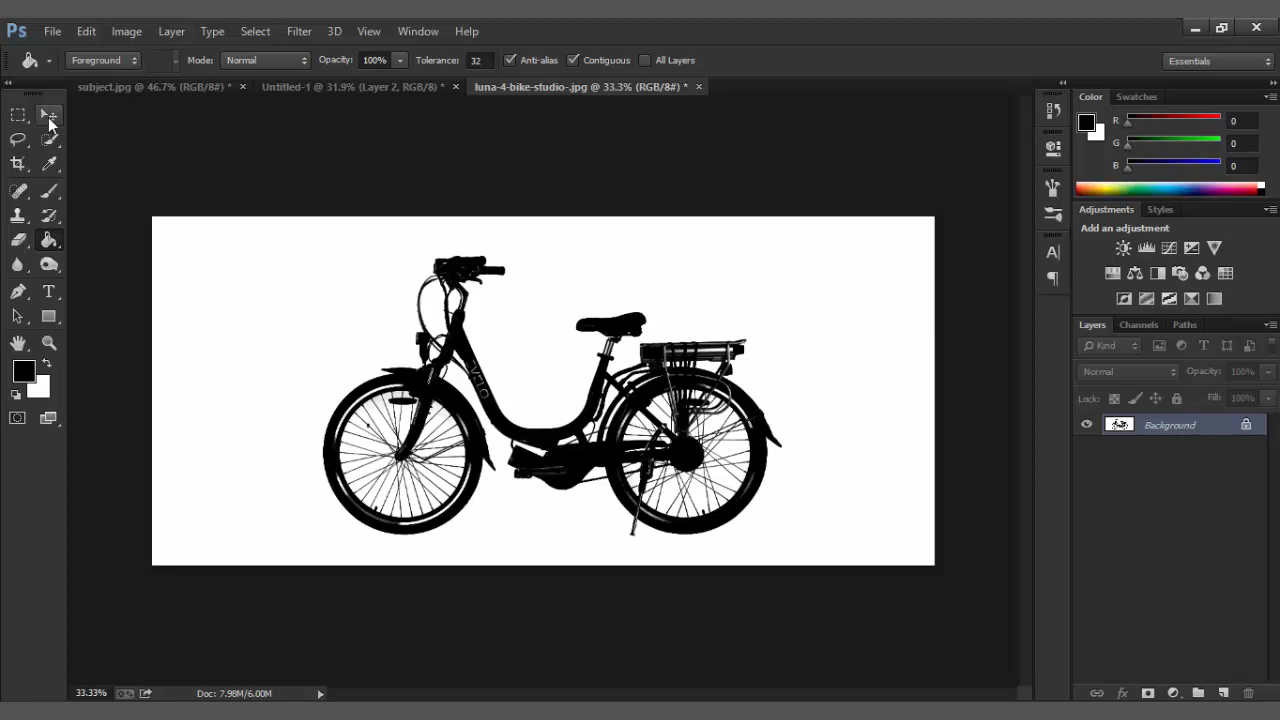 Ps File Edit Image Layer Type Select Filter 3D View Window Help
Foreground Mode: Normal Opacity: 100% Tolerance: 32 Anti-alias Contiguous All Layers Essentials
subject.jpg @ 46.7% (RGB/8#) * Untitled-1 @ 31.9% (Layer 2, RGB/8) * luna-4-bike-studio-.jpg @ 33.3% (RGB/8#) *
Color Swatches
R 0
G 0
B 0
Adjustments Styles
Add an adjustment
Layers Channels Paths
Kind
Normal Opacity: 100%
Lock: Fill: 100%
Background
VELO
33.33% Doc: 7.98M/6.00M